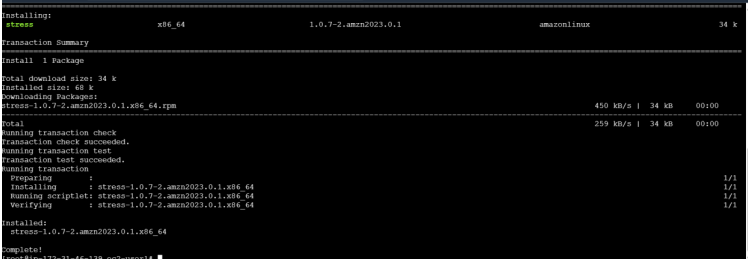 Installing:
stress x86_64 1.0.7-2.amzn2023.0.1 amazonlinux 34 k
Transaction Summary
Install 1 Package
Total download size: 34 k
Installed size: 68 k
Downloading Packages:
stress-1.0.7-2.amzn2023.0.1.x86_64.rpm 450 kB/s | 34 kB 00:00
Total 259 kB/s | 34 kB 00:00
Running transaction check
Transaction check succeeded.
Running transaction test
Transaction test succeeded.
Running transaction
Preparing : 1/1
Installing : stress-1.0.7-2.amzn2023.0.1.x86_64 1/1
Running scriptlet: stress-1.0.7-2.amzn2023.0.1.x86_64 1/1
Verifying : stress-1.0.7-2.amzn2023.0.1.x86_64 1/1
Installed:
stress-1.0.7-2.amzn2023.0.1.x86_64
Complete!
[root@ip-172-31-46-139 ec2-user]#